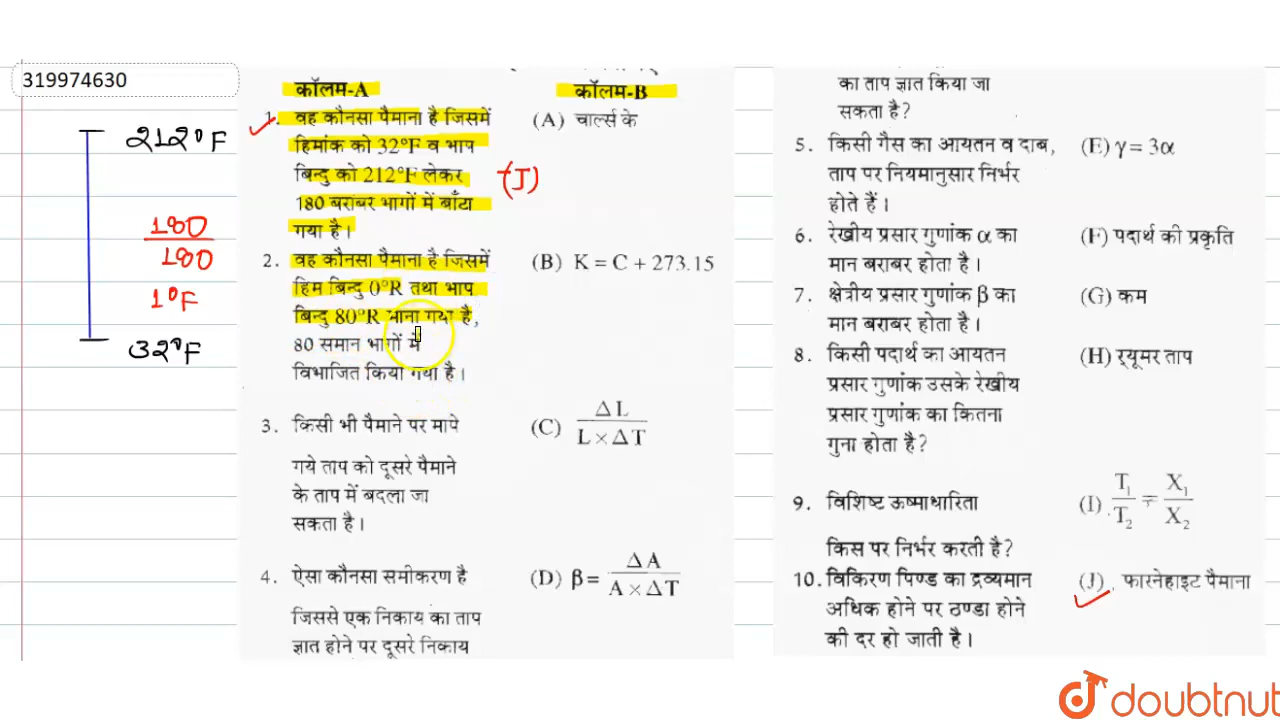 319974630
212°F
180
180
1°F
32°F
कॉलम-A
कॉलम-B
1. वह कौनसा पैमाना है जिसमें
(A) चार्ल्स के
हिमांक को 32°F व भाप
बिन्दु को 212°F लेकर
(J)
180 बराबर भागों में बाँटा
गया है।
2. वह कौनसा पैमाना है जिसमें
(B) K = C + 273.15
हिम बिन्दु 0°R तथा भाप
बिन्दु 80°R माना गया है,
80 समान भागों में
विभाजित किया गया है।
3. किसी भी पैमाने पर मापे
(C) ΔL / L × ΔT
गये ताप को दूसरे पैमाने
के ताप में बदला जा
सकता है।
4. ऐसा कौनसा समीकरण है
(D) β = ΔA / A × ΔT
जिससे एक निकाय का ताप
ज्ञात होने पर दूसरे निकाय
का ताप ज्ञात किया जा
सकता है?
5. किसी गैस का आयतन व दाब,
(E) γ = 3α
ताप पर नियमानुसार निर्भर
होते हैं।
6. रेखीय प्रसार गुणांक α का
(F) पदार्थ की प्रकृति
मान बराबर होता है।
7. क्षेत्रीय प्रसार गुणांक β का
(G) कम
मान बराबर होता है।
8. किसी पदार्थ का आयतन
(H) र्‍यूमर ताप
प्रसार गुणांक उसके रेखीय
प्रसार गुणांक का कितना
गुना होता है?
9. विशिष्ट ऊष्माधारिता
(I) T₁ / T₂ = X₁ / X₂
किस पर निर्भर करती है?
10. विकिरण पिण्ड का द्रव्यमान
(J) फारनेहाइट पैमाना
अधिक होने पर ठण्डा होने
की दर हो जाती है।
doubtnut